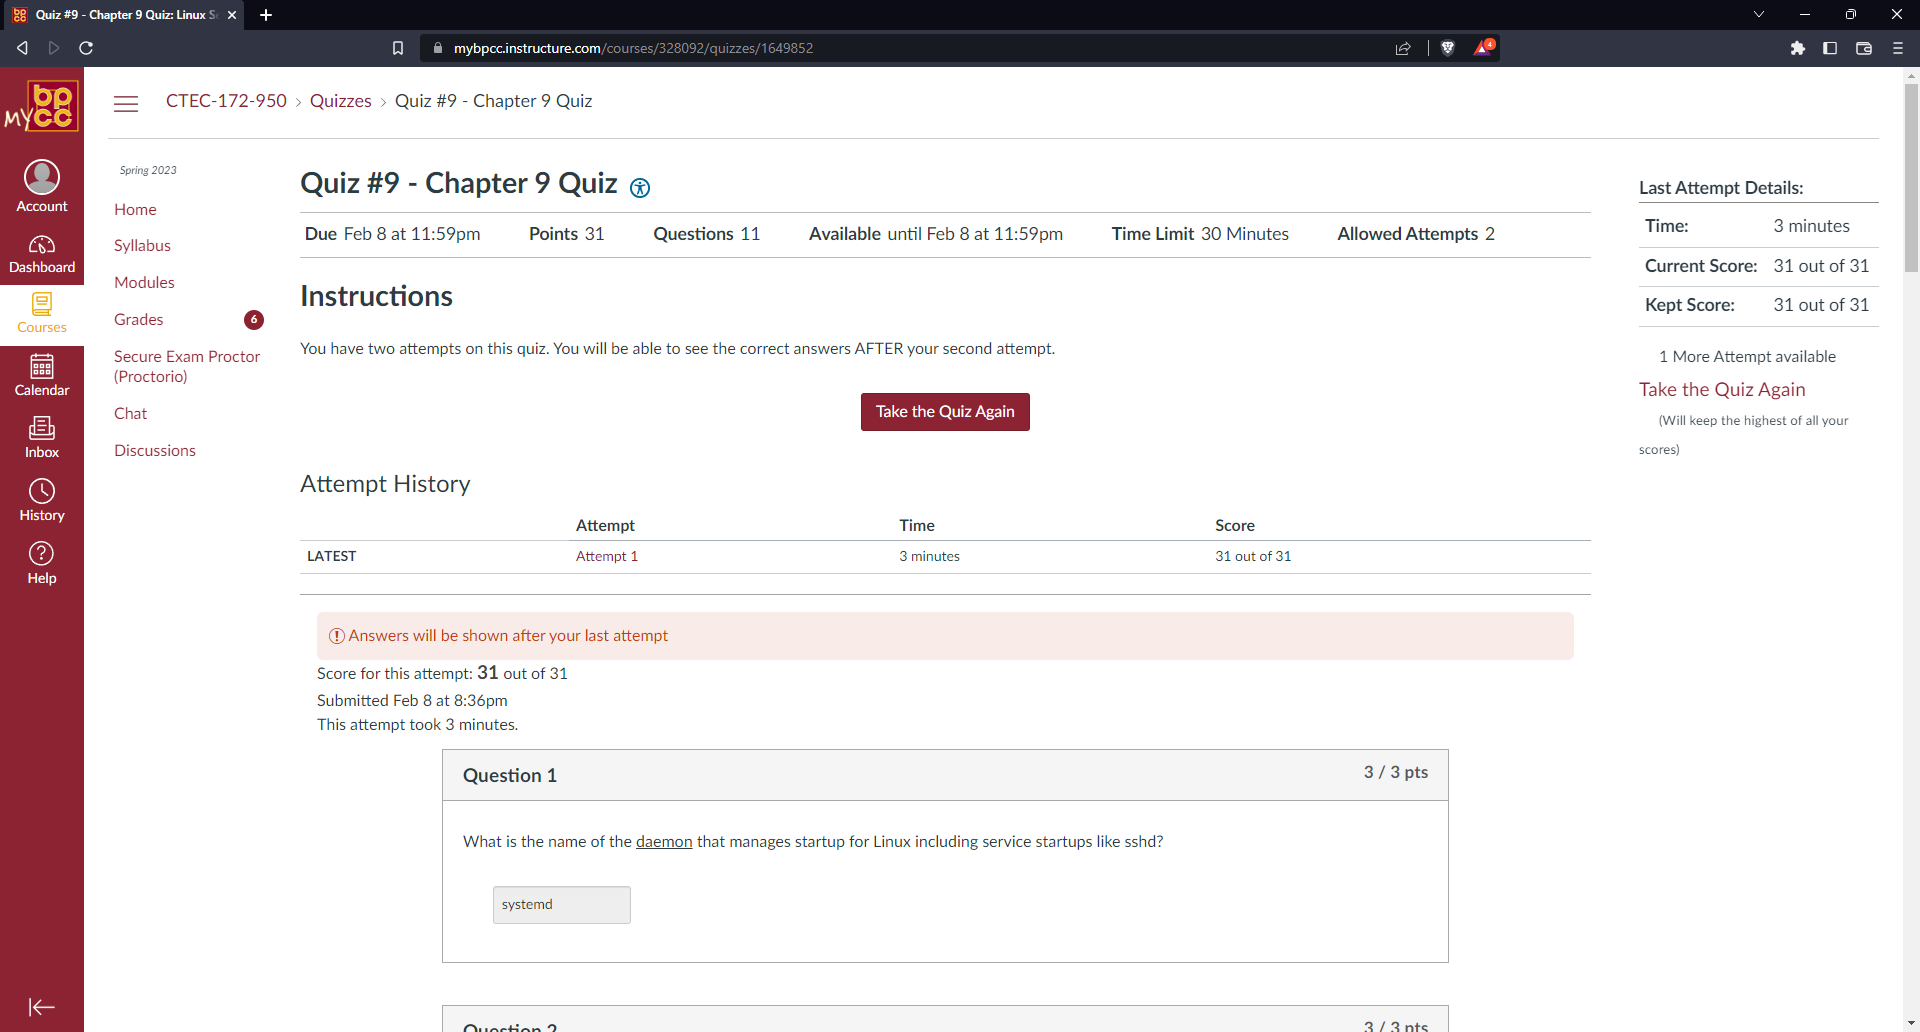 Quiz #9 - Chapter 9 Quiz: Linux S
mybpcc.instructure.com/courses/328092/quizzes/1649852
4
my bp cc
Account
Dashboard
Courses
Calendar
Inbox
History
Help
CTEC-172-950 › Quizzes › Quiz #9 - Chapter 9 Quiz
Spring 2023
Home
Syllabus
Modules
Grades 6
Secure Exam Proctor
(Proctorio)
Chat
Discussions
Quiz #9 - Chapter 9 Quiz
Due Feb 8 at 11:59pm Points 31 Questions 11 Available until Feb 8 at 11:59pm Time Limit 30 Minutes Allowed Attempts 2
Instructions
You have two attempts on this quiz. You will be able to see the correct answers AFTER your second attempt.
Take the Quiz Again
Attempt History
Attempt Time Score
LATEST Attempt 1 3 minutes 31 out of 31
Answers will be shown after your last attempt
Score for this attempt: 31 out of 31
Submitted Feb 8 at 8:36pm
This attempt took 3 minutes.
Question 1 3 / 3 pts
What is the name of the daemon that manages startup for Linux including service startups like sshd?
systemd
Question 2 3 / 3 pts
Last Attempt Details:
Time: 3 minutes
Current Score: 31 out of 31
Kept Score: 31 out of 31
1 More Attempt available
Take the Quiz Again
(Will keep the highest of all your
scores)